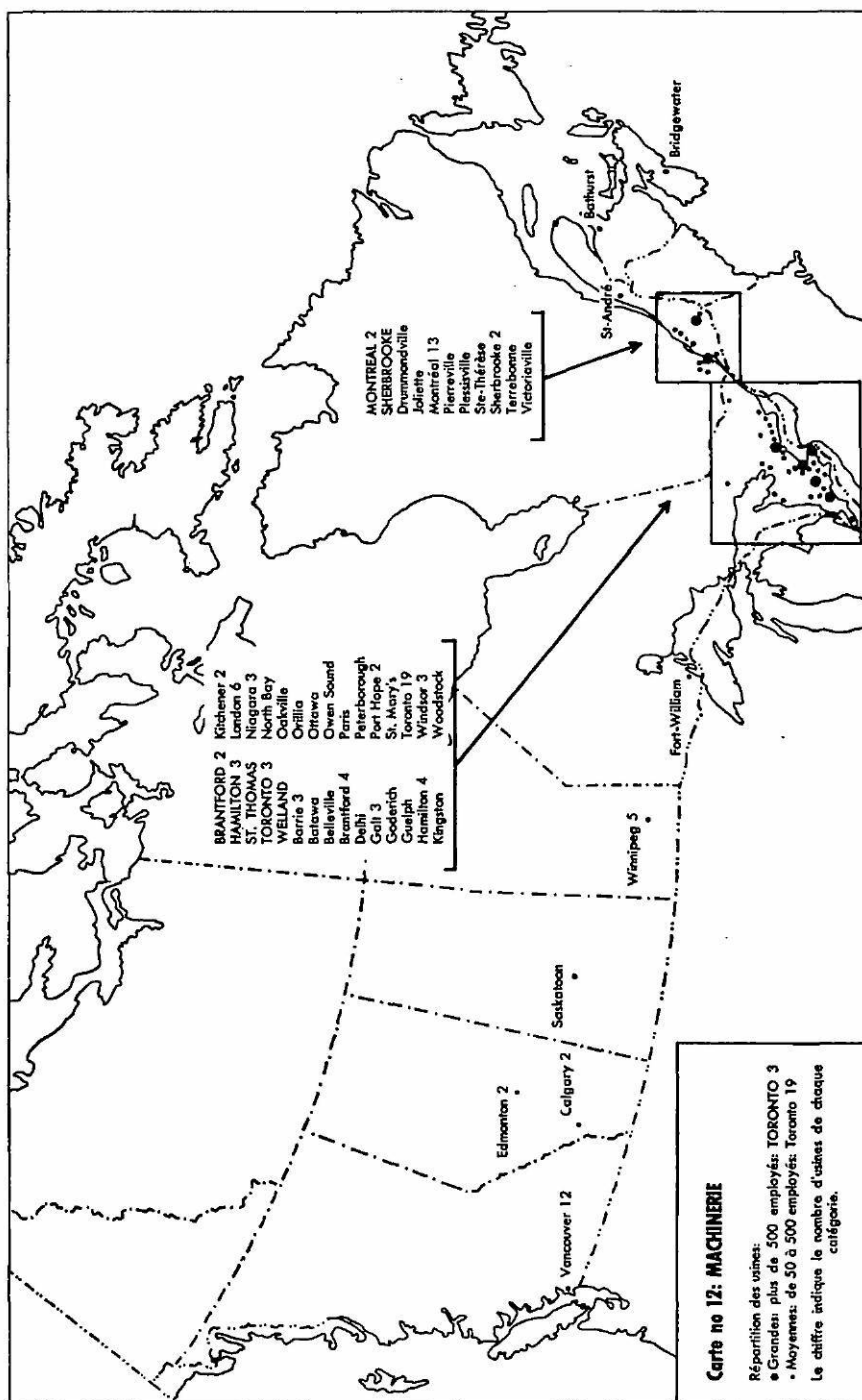 BRANTFORD 2
HAMILTON 3
ST. THOMAS
TORONTO 3
WELLAND
Barrie 3
Batawa
Belleville
Brantford 4
Delhi
Galt 3
Goderich
Guelph
Hamilton 4
Kingston
Kitchener 2
London 6
Niagara 3
North Bay
Oakville
Orillia
Ottawa
Owen Sound
Paris
Peterborough
Port Hope 2
St. Mary's
Toronto 19
Windsor 3
Woodstock
MONTREAL 2
SHERBROOKE
Drummondville
Joliette
Montréal 13
Pierreville
Plessisville
Ste-Thérèse
Sherbrooke 2
Terrebonne
Victoriaville
Vancouver 12
Edmonton 2
Calgary 2
Saskatoon
Winnipeg 5
Fort-William
St-André
Bathurst
Bridgewater
Carte no 12: MACHINERIE
Répartition des usines:
• Grandes: plus de 500 employés: TORONTO 3
• Moyennes: de 50 à 500 employés: Toronto 19
Le chiffre indique le nombre d'usines de chaque
catégorie.